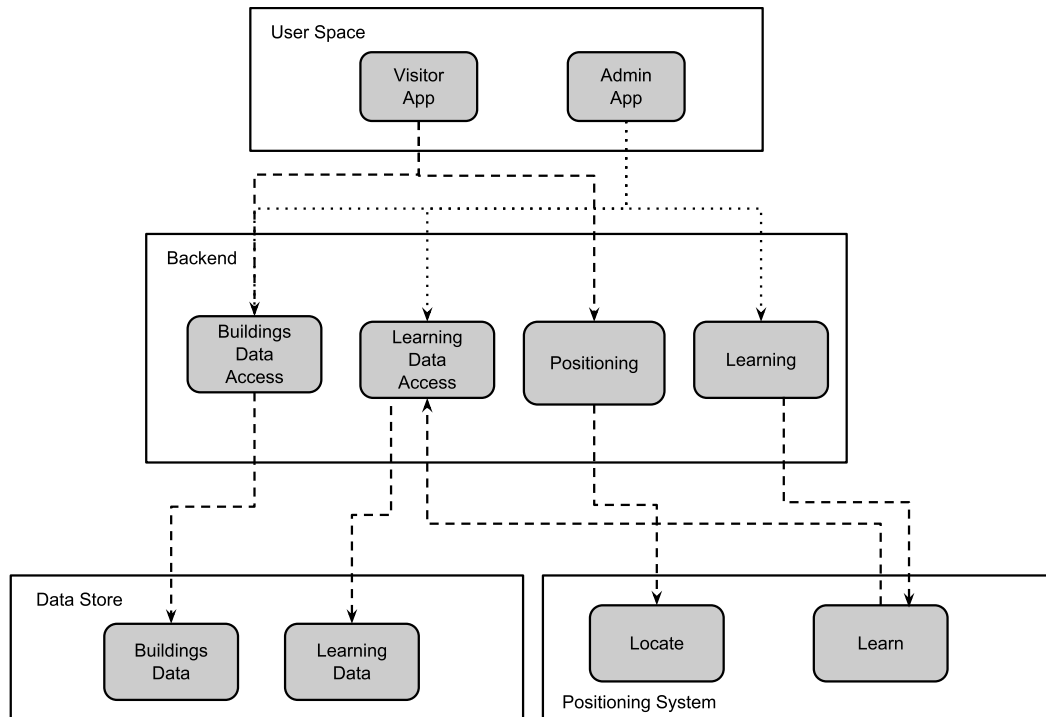 User Space
Visitor
App
Admin
App
Backend
Buildings
Data
Access
Learning
Data
Access
Positioning
Learning
Data Store
Buildings
Data
Learning
Data
Locate
Learn
Positioning System